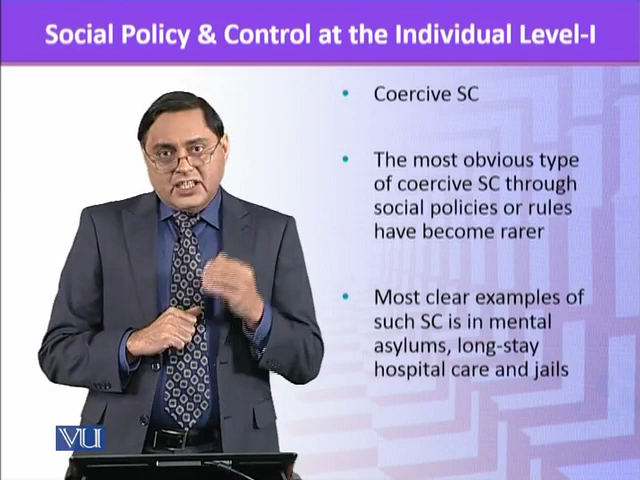 Social Policy & Control at the Individual Level-I
• Coercive SC
• The most obvious type
of coercive SC through
social policies or rules
have become rarer
• Most clear examples of
such SC is in mental
asylums, long-stay
hospital care and jails
VU